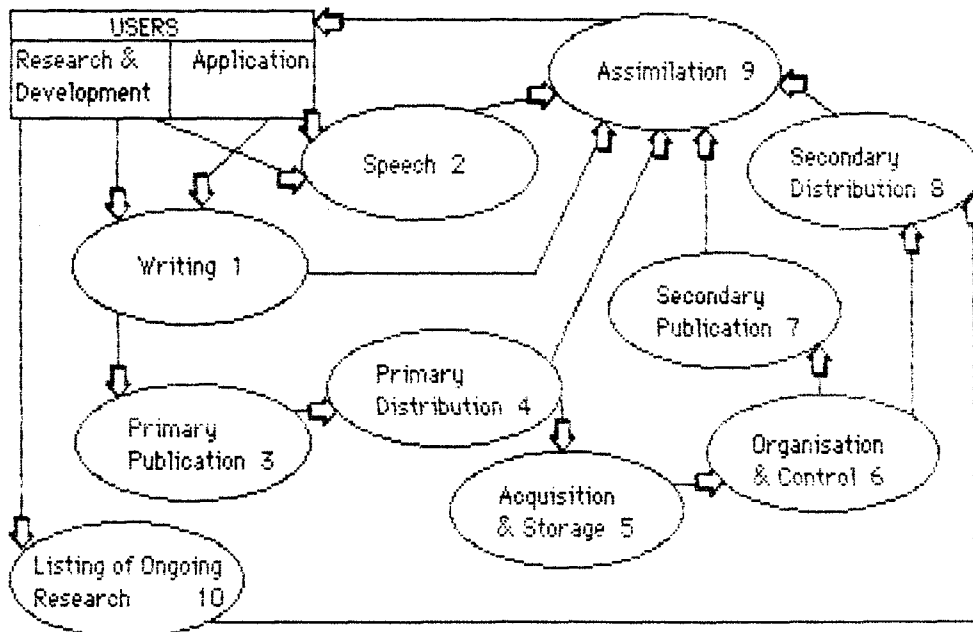 USERS
Research &
Development
Application
Assimilation 9
Speech 2
Secondary
Distribution 8
Writing 1
Secondary
Publication 7
Primary
Distribution 4
Primary
Publication 3
Organisation
& Control 6
Acquisition
& Storage 5
Listing of Ongoing
Research 10